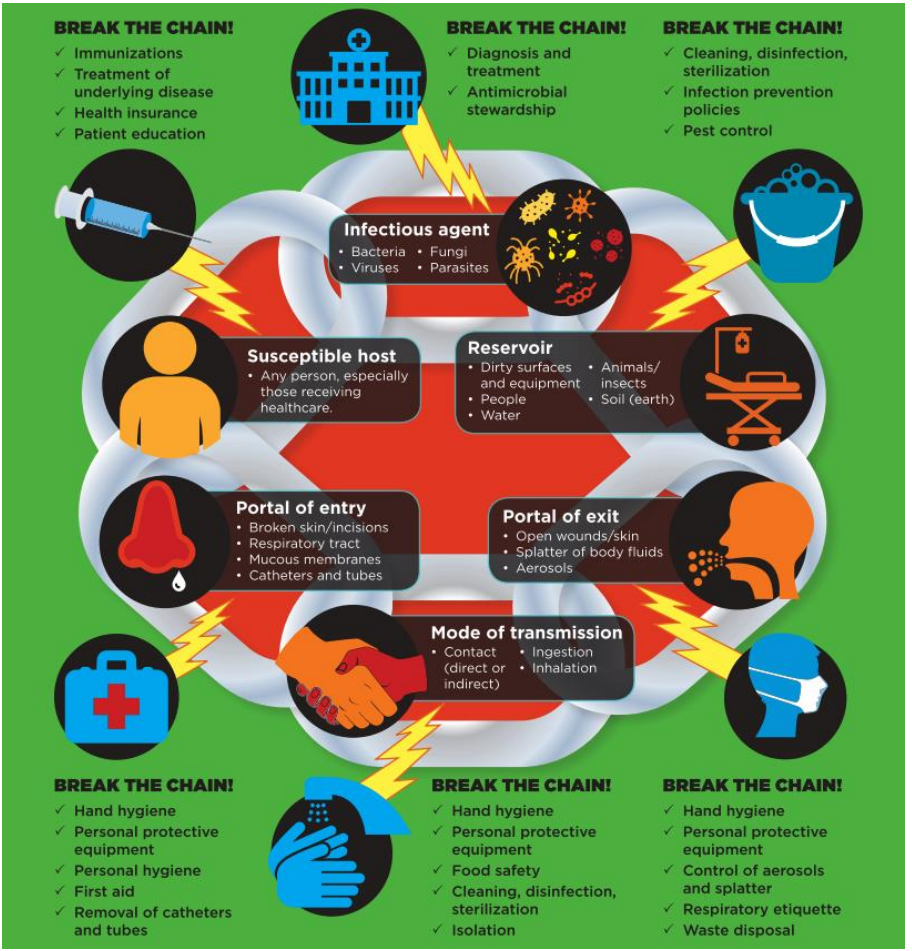 BREAK THE CHAIN!
✓ Immunizations
✓ Treatment of
underlying disease
✓ Health insurance
✓ Patient education
BREAK THE CHAIN!
✓ Diagnosis and
treatment
✓ Antimicrobial
stewardship
BREAK THE CHAIN!
✓ Cleaning, disinfection,
sterilization
✓ Infection prevention
policies
✓ Pest control
Infectious agent
• Bacteria • Fungi
• Viruses • Parasites
Susceptible host
• Any person, especially
those receiving
healthcare.
Reservoir
• Dirty surfaces
and equipment
• People
• Water
• Animals/
insects
• Soil (earth)
Portal of entry
• Broken skin/incisions
• Respiratory tract
• Mucous membranes
• Catheters and tubes
Portal of exit
• Open wounds/skin
• Splatter of body fluids
• Aerosols
Mode of transmission
• Contact
(direct or
indirect)
• Ingestion
• Inhalation
BREAK THE CHAIN!
✓ Hand hygiene
✓ Personal protective
equipment
✓ Personal hygiene
✓ First aid
✓ Removal of catheters
and tubes
BREAK THE CHAIN!
✓ Hand hygiene
✓ Personal protective
equipment
✓ Food safety
✓ Cleaning, disinfection,
sterilization
✓ Isolation
BREAK THE CHAIN!
✓ Hand hygiene
✓ Personal protective
equipment
✓ Control of aerosols
and splatter
✓ Respiratory etiquette
✓ Waste disposal